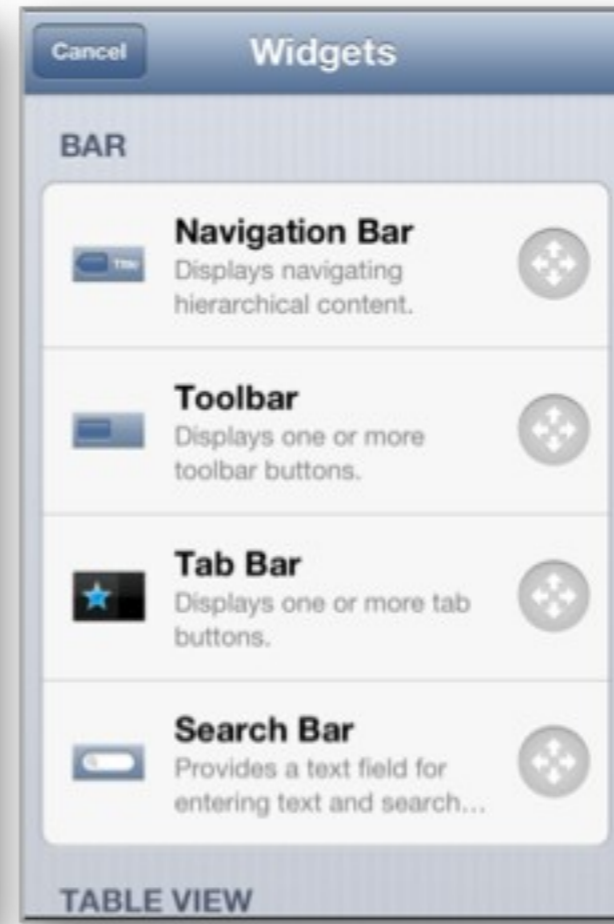 Cancel
Widgets
BAR
Navigation Bar
Displays navigating
hierarchical content.
Toolbar
Displays one or more
toolbar buttons.
Tab Bar
Displays one or more tab
buttons.
Search Bar
Provides a text field for
entering text and search...
TABLE VIEW